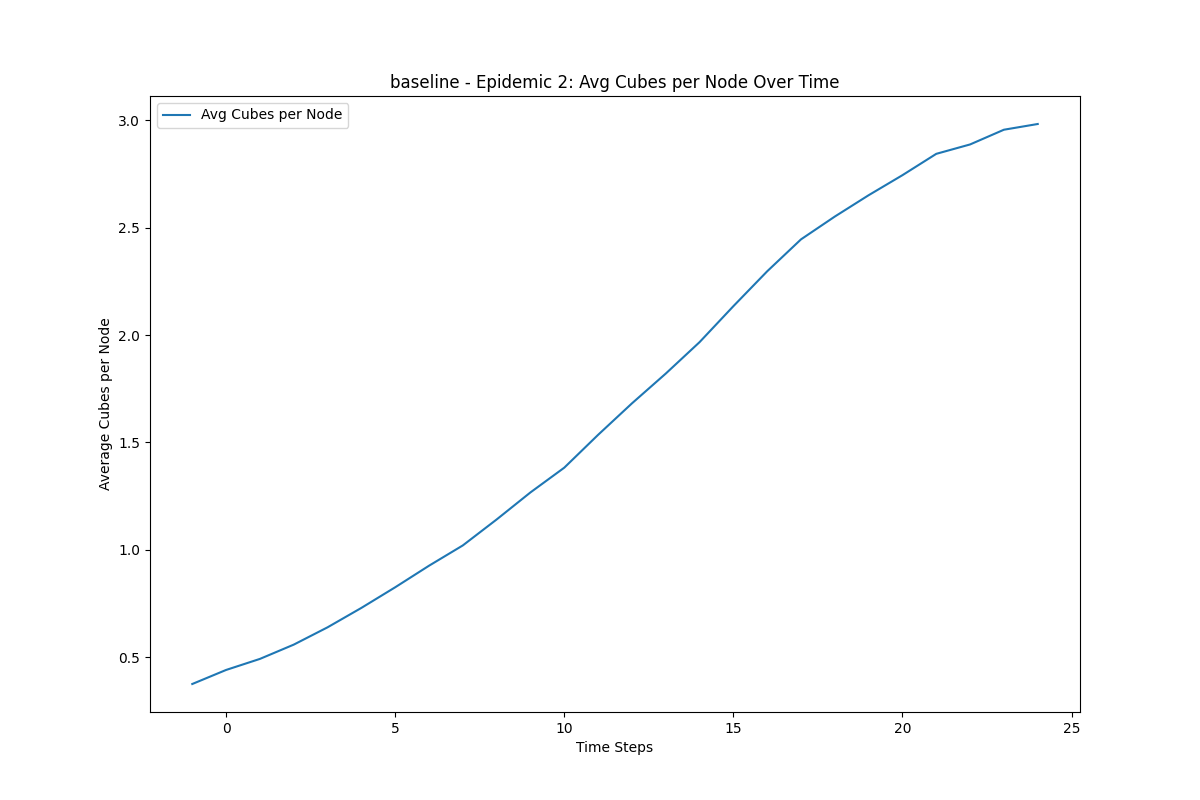 baseline - Epidemic 2: Avg Cubes per Node Over Time
Avg Cubes per Node
Average Cubes per Node
3.0
2.5
2.0
1.5
1.0
0.5
0 5 10 15 20 25
Time Steps